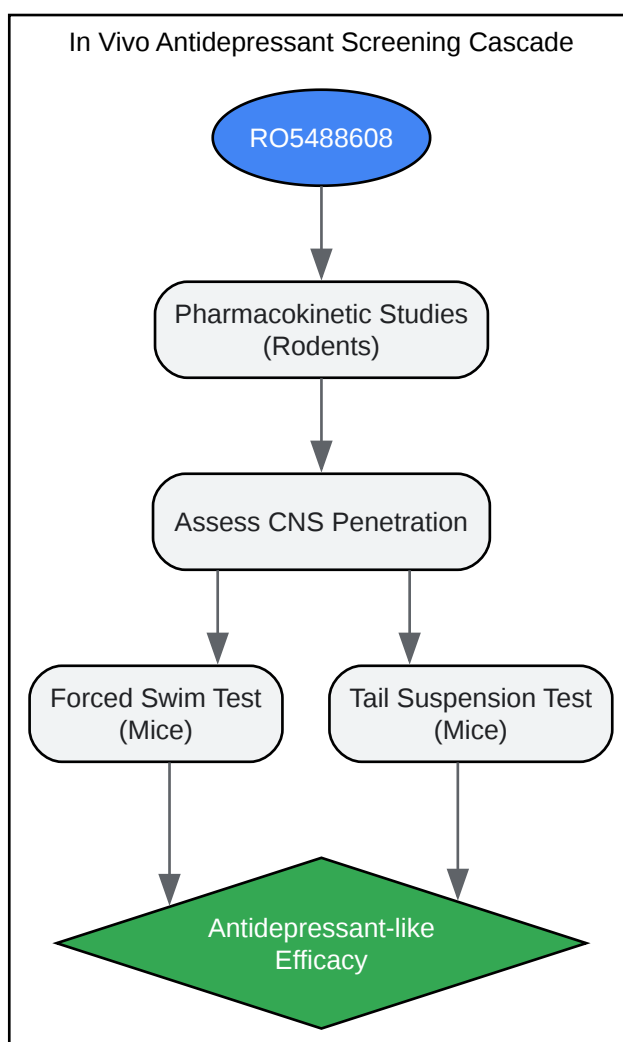 In Vivo Antidepressant Screening Cascade
RO5488608
Pharmacokinetic Studies
(Rodents)
Assess CNS Penetration
Forced Swim Test
(Mice)
Tail Suspension Test
(Mice)
Antidepressant-like
Efficacy